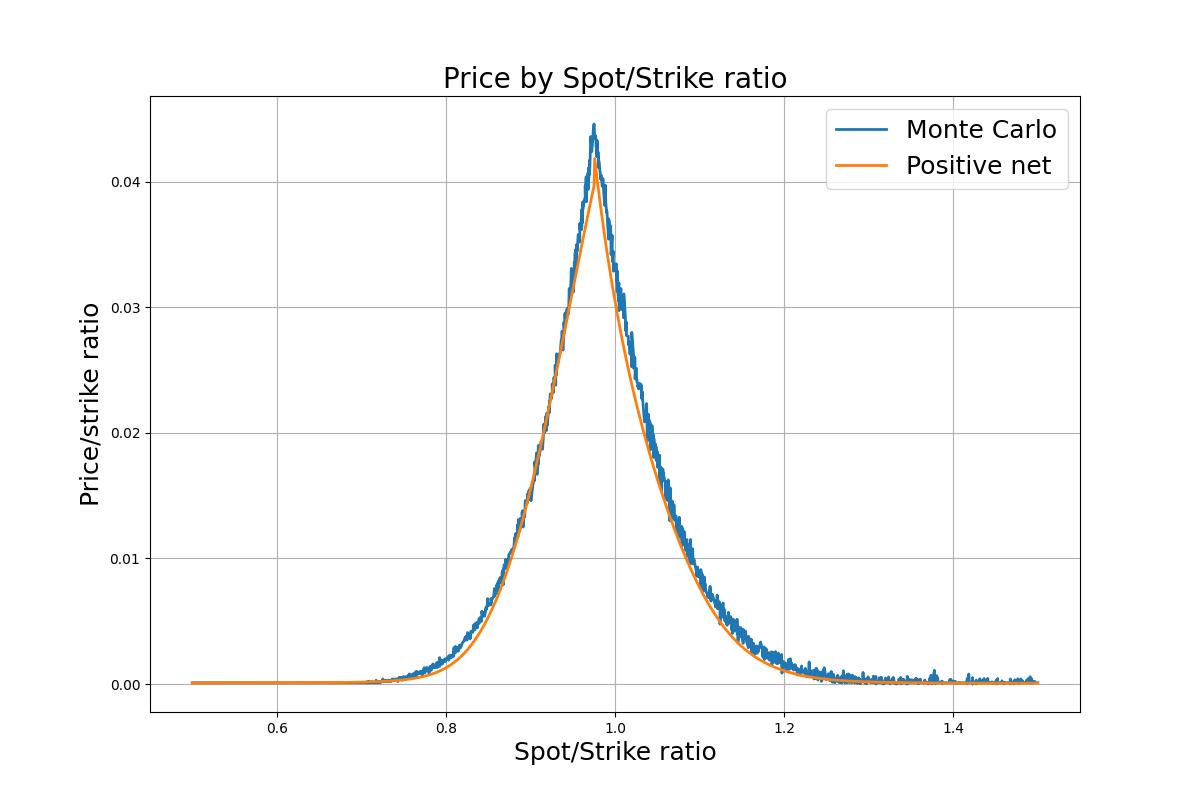 Price by Spot/Strike ratio
Monte Carlo
Positive net
Price/strike ratio
0.04
0.03
0.02
0.01
0.00
0.6
0.8
1.0
1.2
1.4
Spot/Strike ratio